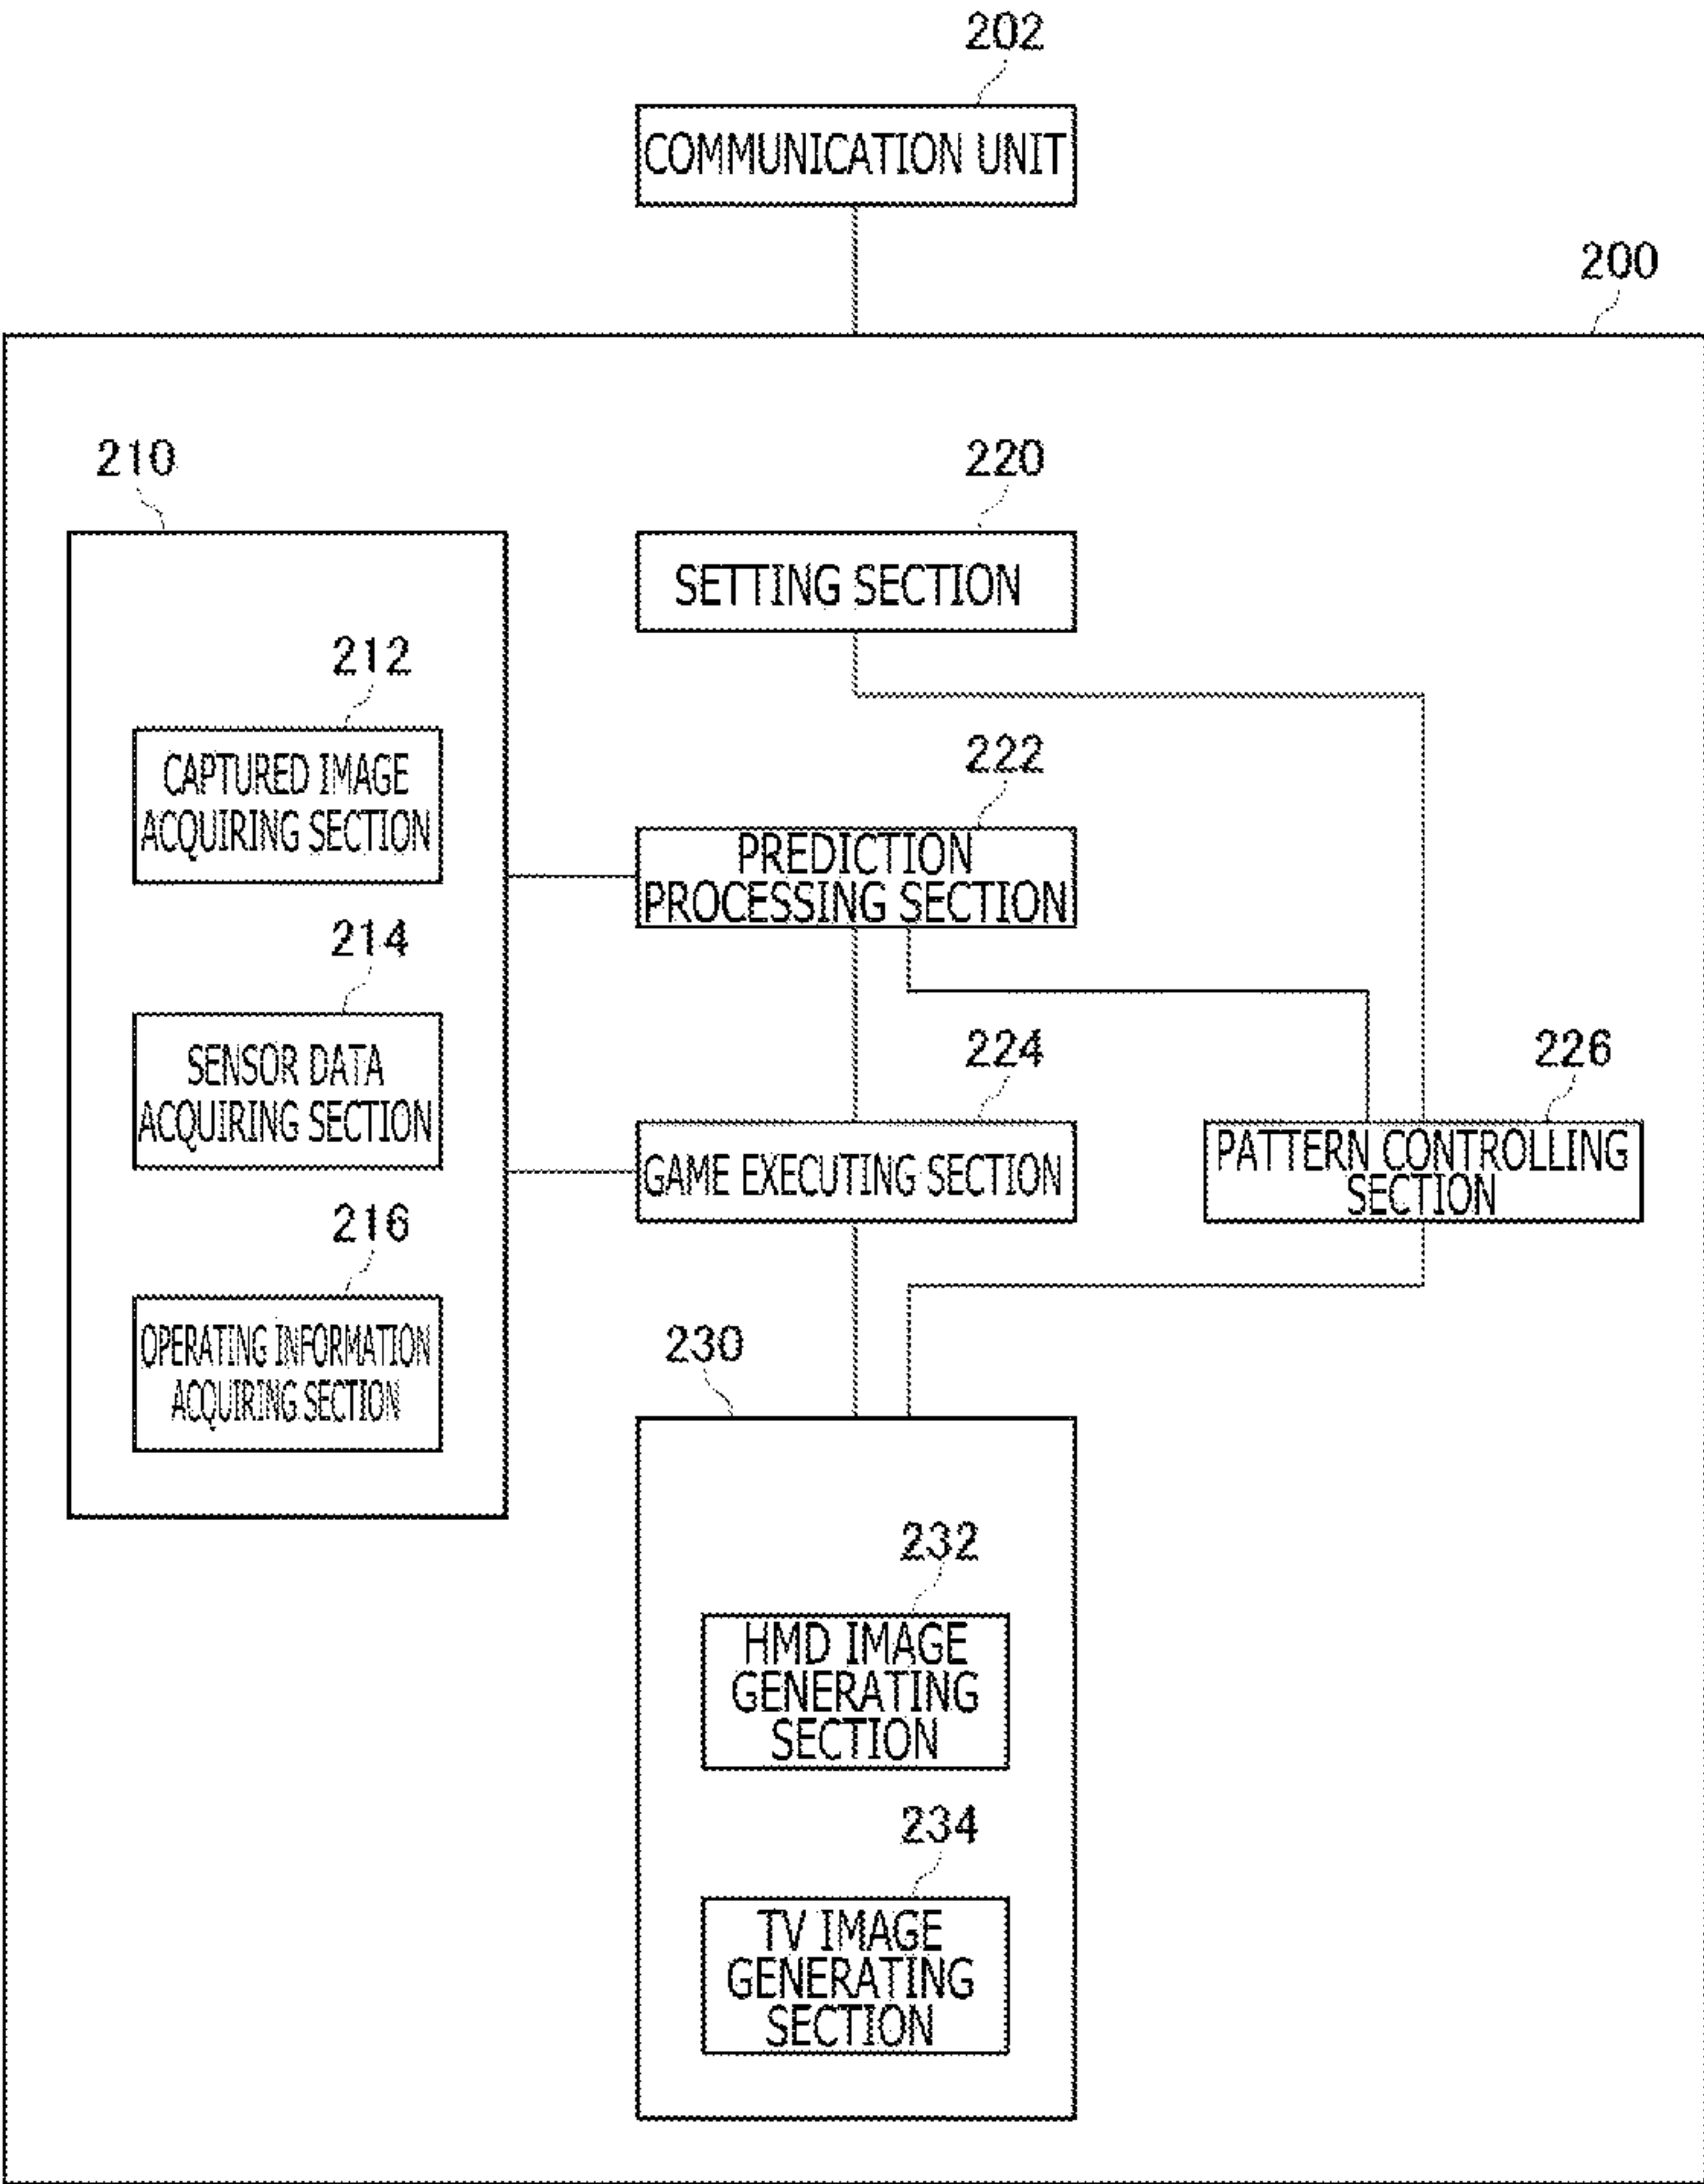 202
COMMUNICATION UNIT
200
210
220
SETTING SECTION
212
CAPTURED IMAGE
ACQUIRING SECTION
222
PREDICTION
PROCESSING SECTION
214
SENSOR DATA
ACQUIRING SECTION
224
GAME EXECUTING SECTION
226
PATTERN CONTROLLING
SECTION
216
OPERATING INFORMATION
ACQUIRING SECTION
230
232
HMD IMAGE
GENERATING
SECTION
234
TV IMAGE
GENERATING
SECTION